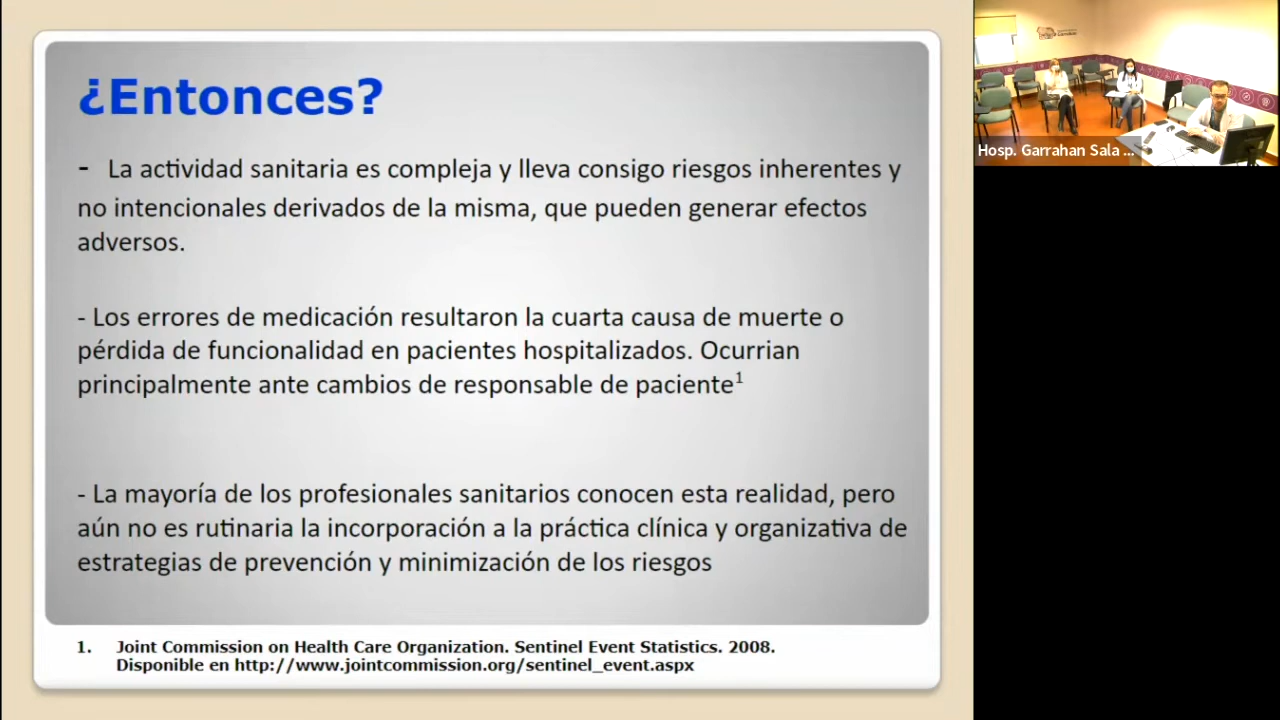 ¿Entonces?
- La actividad sanitaria es compleja y lleva consigo riesgos inherentes y
no intencionales derivados de la misma, que pueden generar efectos
adversos.
- Los errores de medicación resultaron la cuarta causa de muerte o
pérdida de funcionalidad en pacientes hospitalizados. Ocurrian
principalmente ante cambios de responsable de paciente¹
- La mayoría de los profesionales sanitarios conocen esta realidad, pero
aún no es rutinaria la incorporación a la práctica clínica y organizativa de
estrategias de prevención y minimización de los riesgos
1. Joint Commission on Health Care Organization. Sentinel Event Statistics. 2008.
Disponible en http://www.jointcommission.org/sentinel_event.aspx
Hosp. Garrahan Sala ...